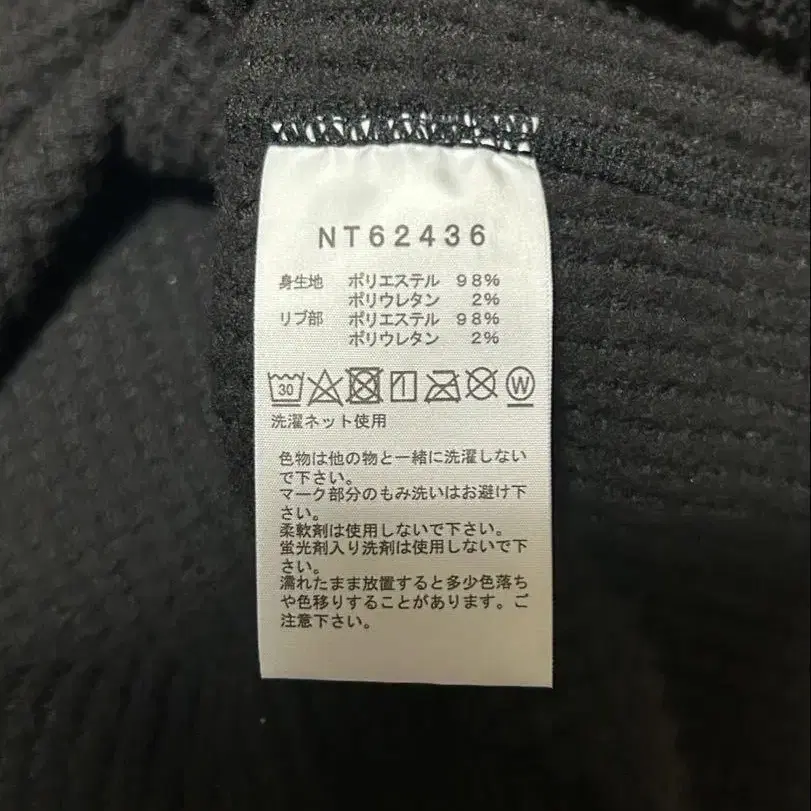 NT62436
身生地 ポリエステル 98%
ポリウレタン 2%
リブ部 ポリエステル 98%
ポリウレタン 2%
30 W
洗濯ネット使用
色物は他の物と一緒に洗濯しない
で下さい。
マーク部分のもみ洗いはお避け下
さい。
柔軟剤は使用しないで下さい。
蛍光剤入り洗剤は使用しないで下
さい。
濡れたまま放置すると多少色落ち
や色移りすることがあります。ご
注意下さい。